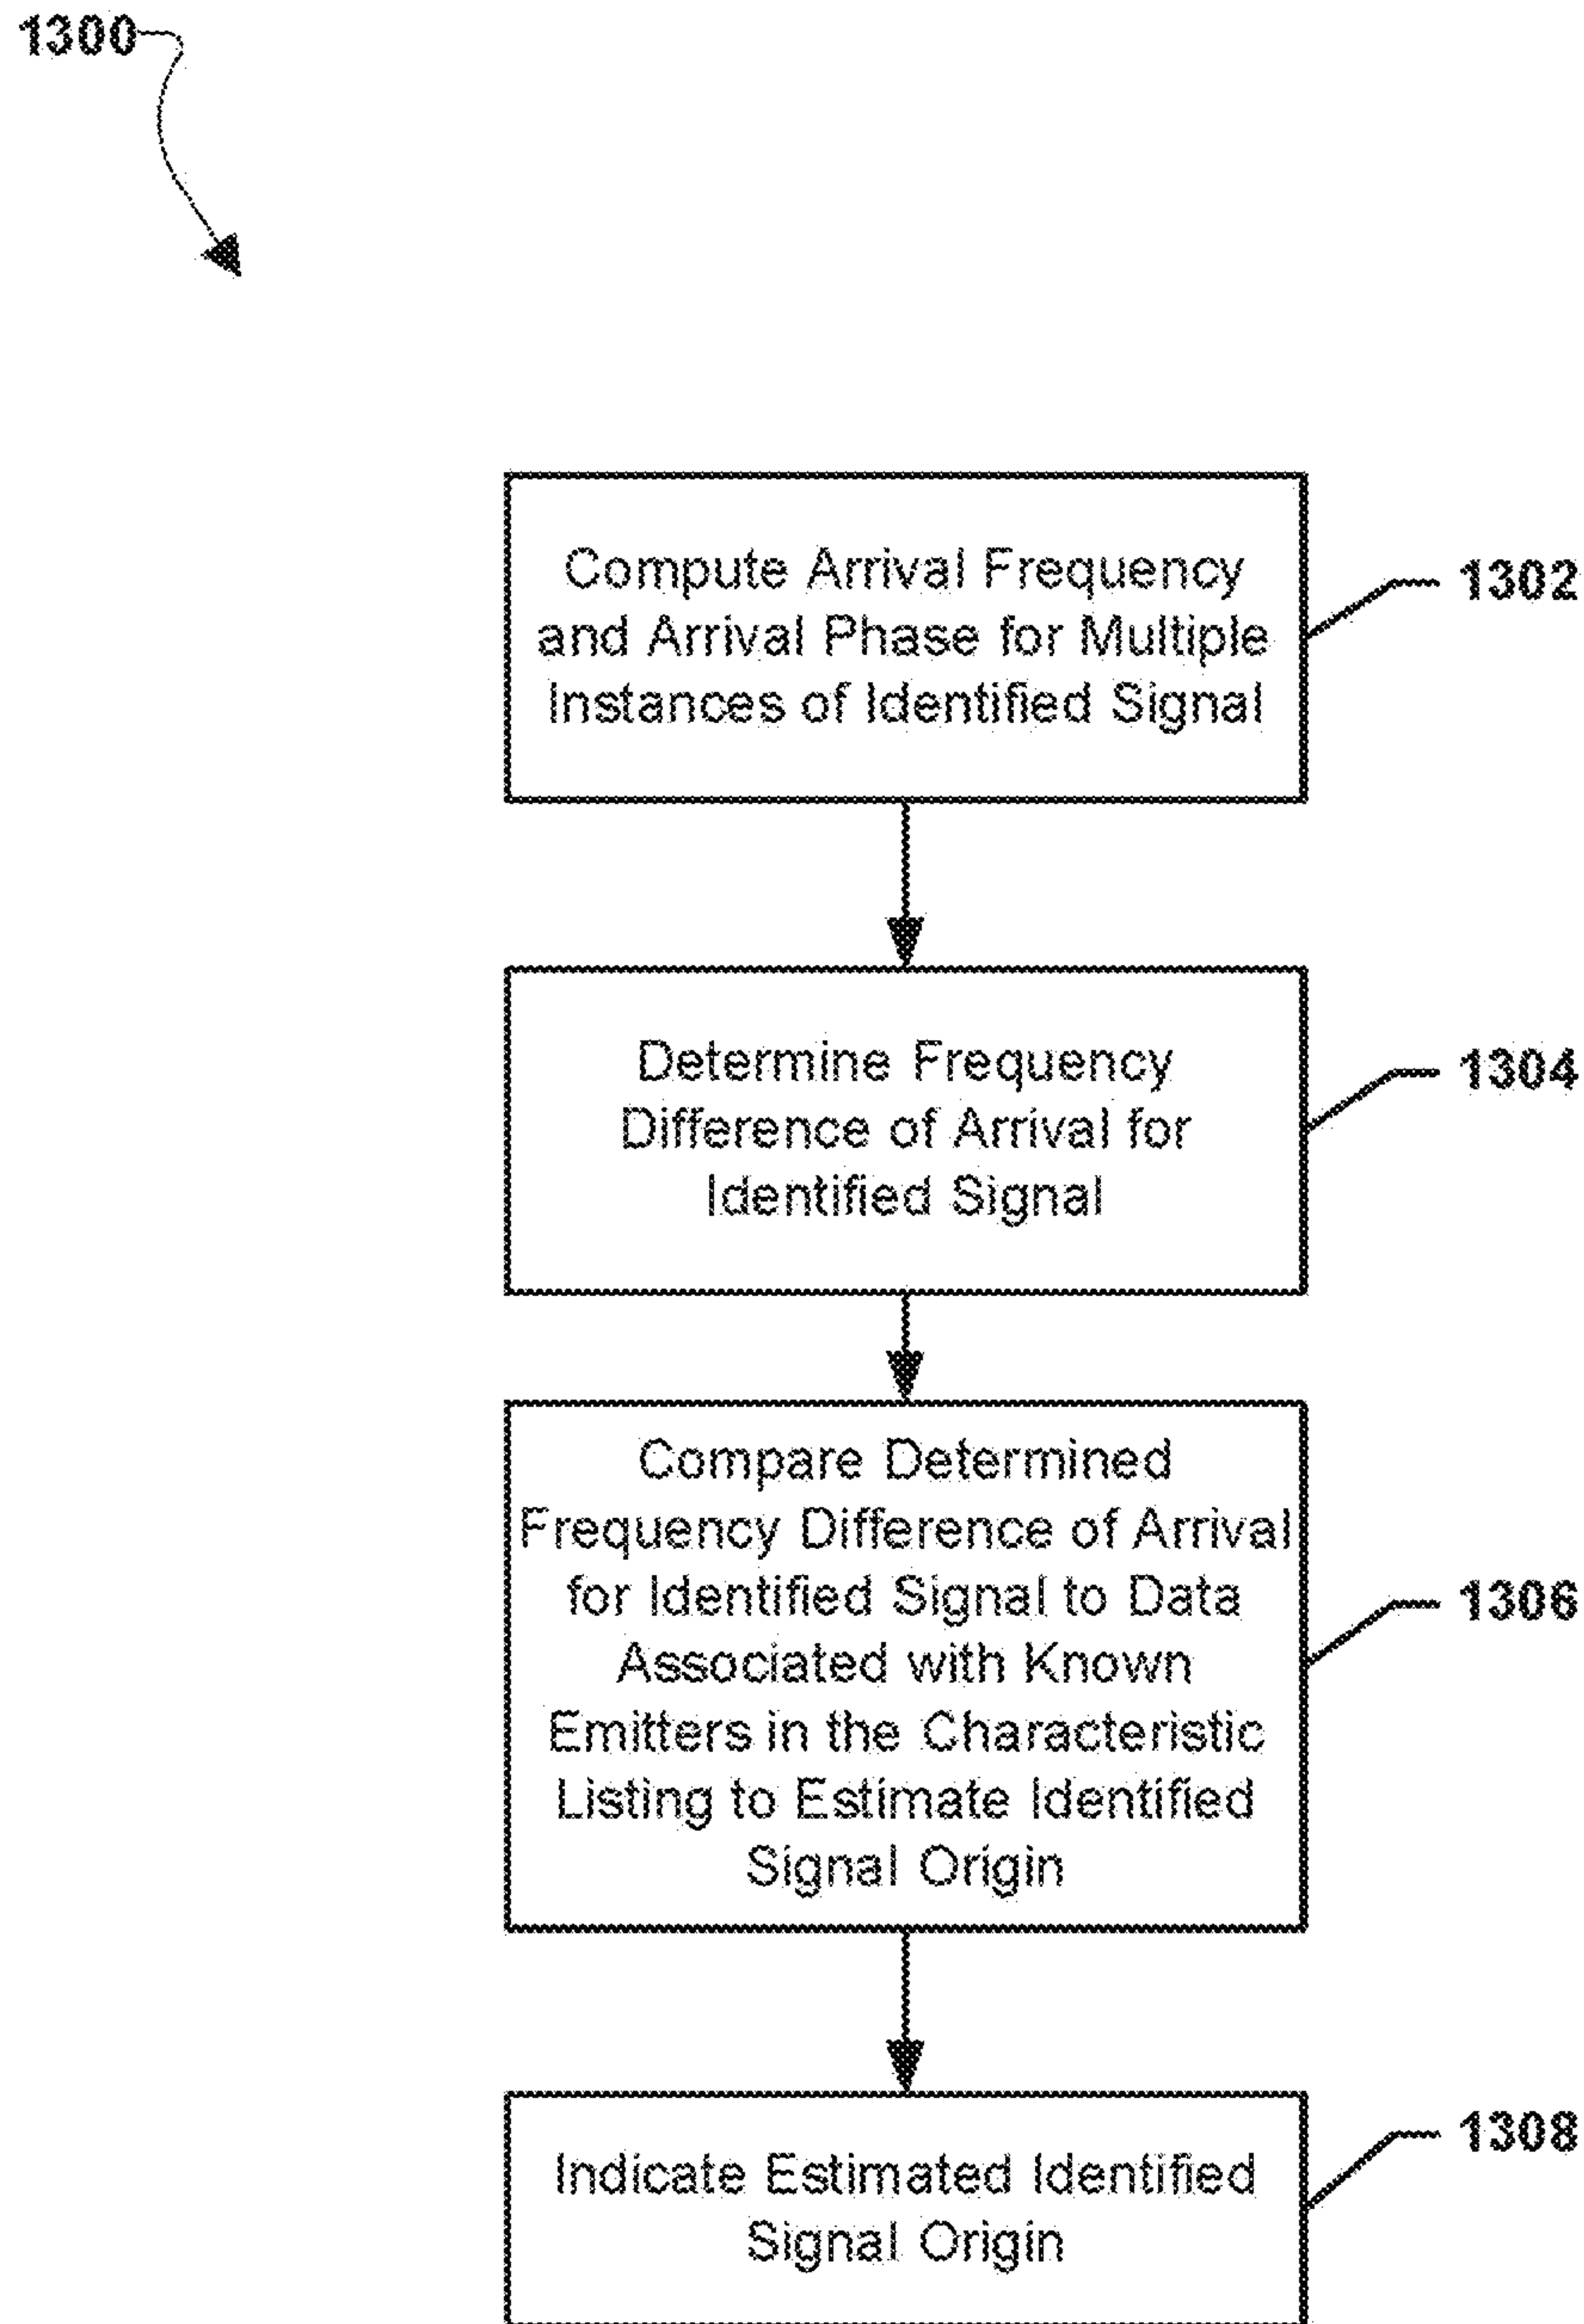 1300
Compute Arrival Frequency
and Arrival Phase for Multiple
Instances of Identified Signal
1302
Determine Frequency
Difference of Arrival for
Identified Signal
1304
Compare Determined
Frequency Difference of Arrival
for Identified Signal to Data
Associated with Known
Emitters in the Characteristic
Listing to Estimate Identified
Signal Origin
1306
Indicate Estimated Identified
Signal Origin
1308